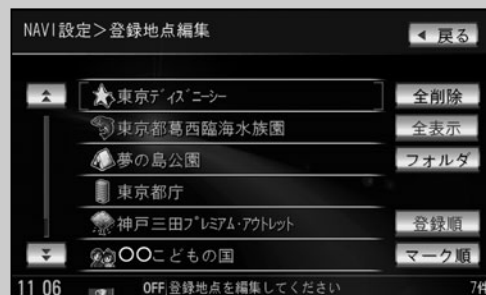 NAVI設定＞登録地点編集
◀ 戻る
東京ディズニーシー
全削除
東京都葛西臨海水族園
全表示
夢の島公園
フォルダ
東京都庁
神戸三田プレミアム・アウトレット
登録順
〇〇こどもの国
マーク順
11 06
OFF 登録地点を編集してください
7件